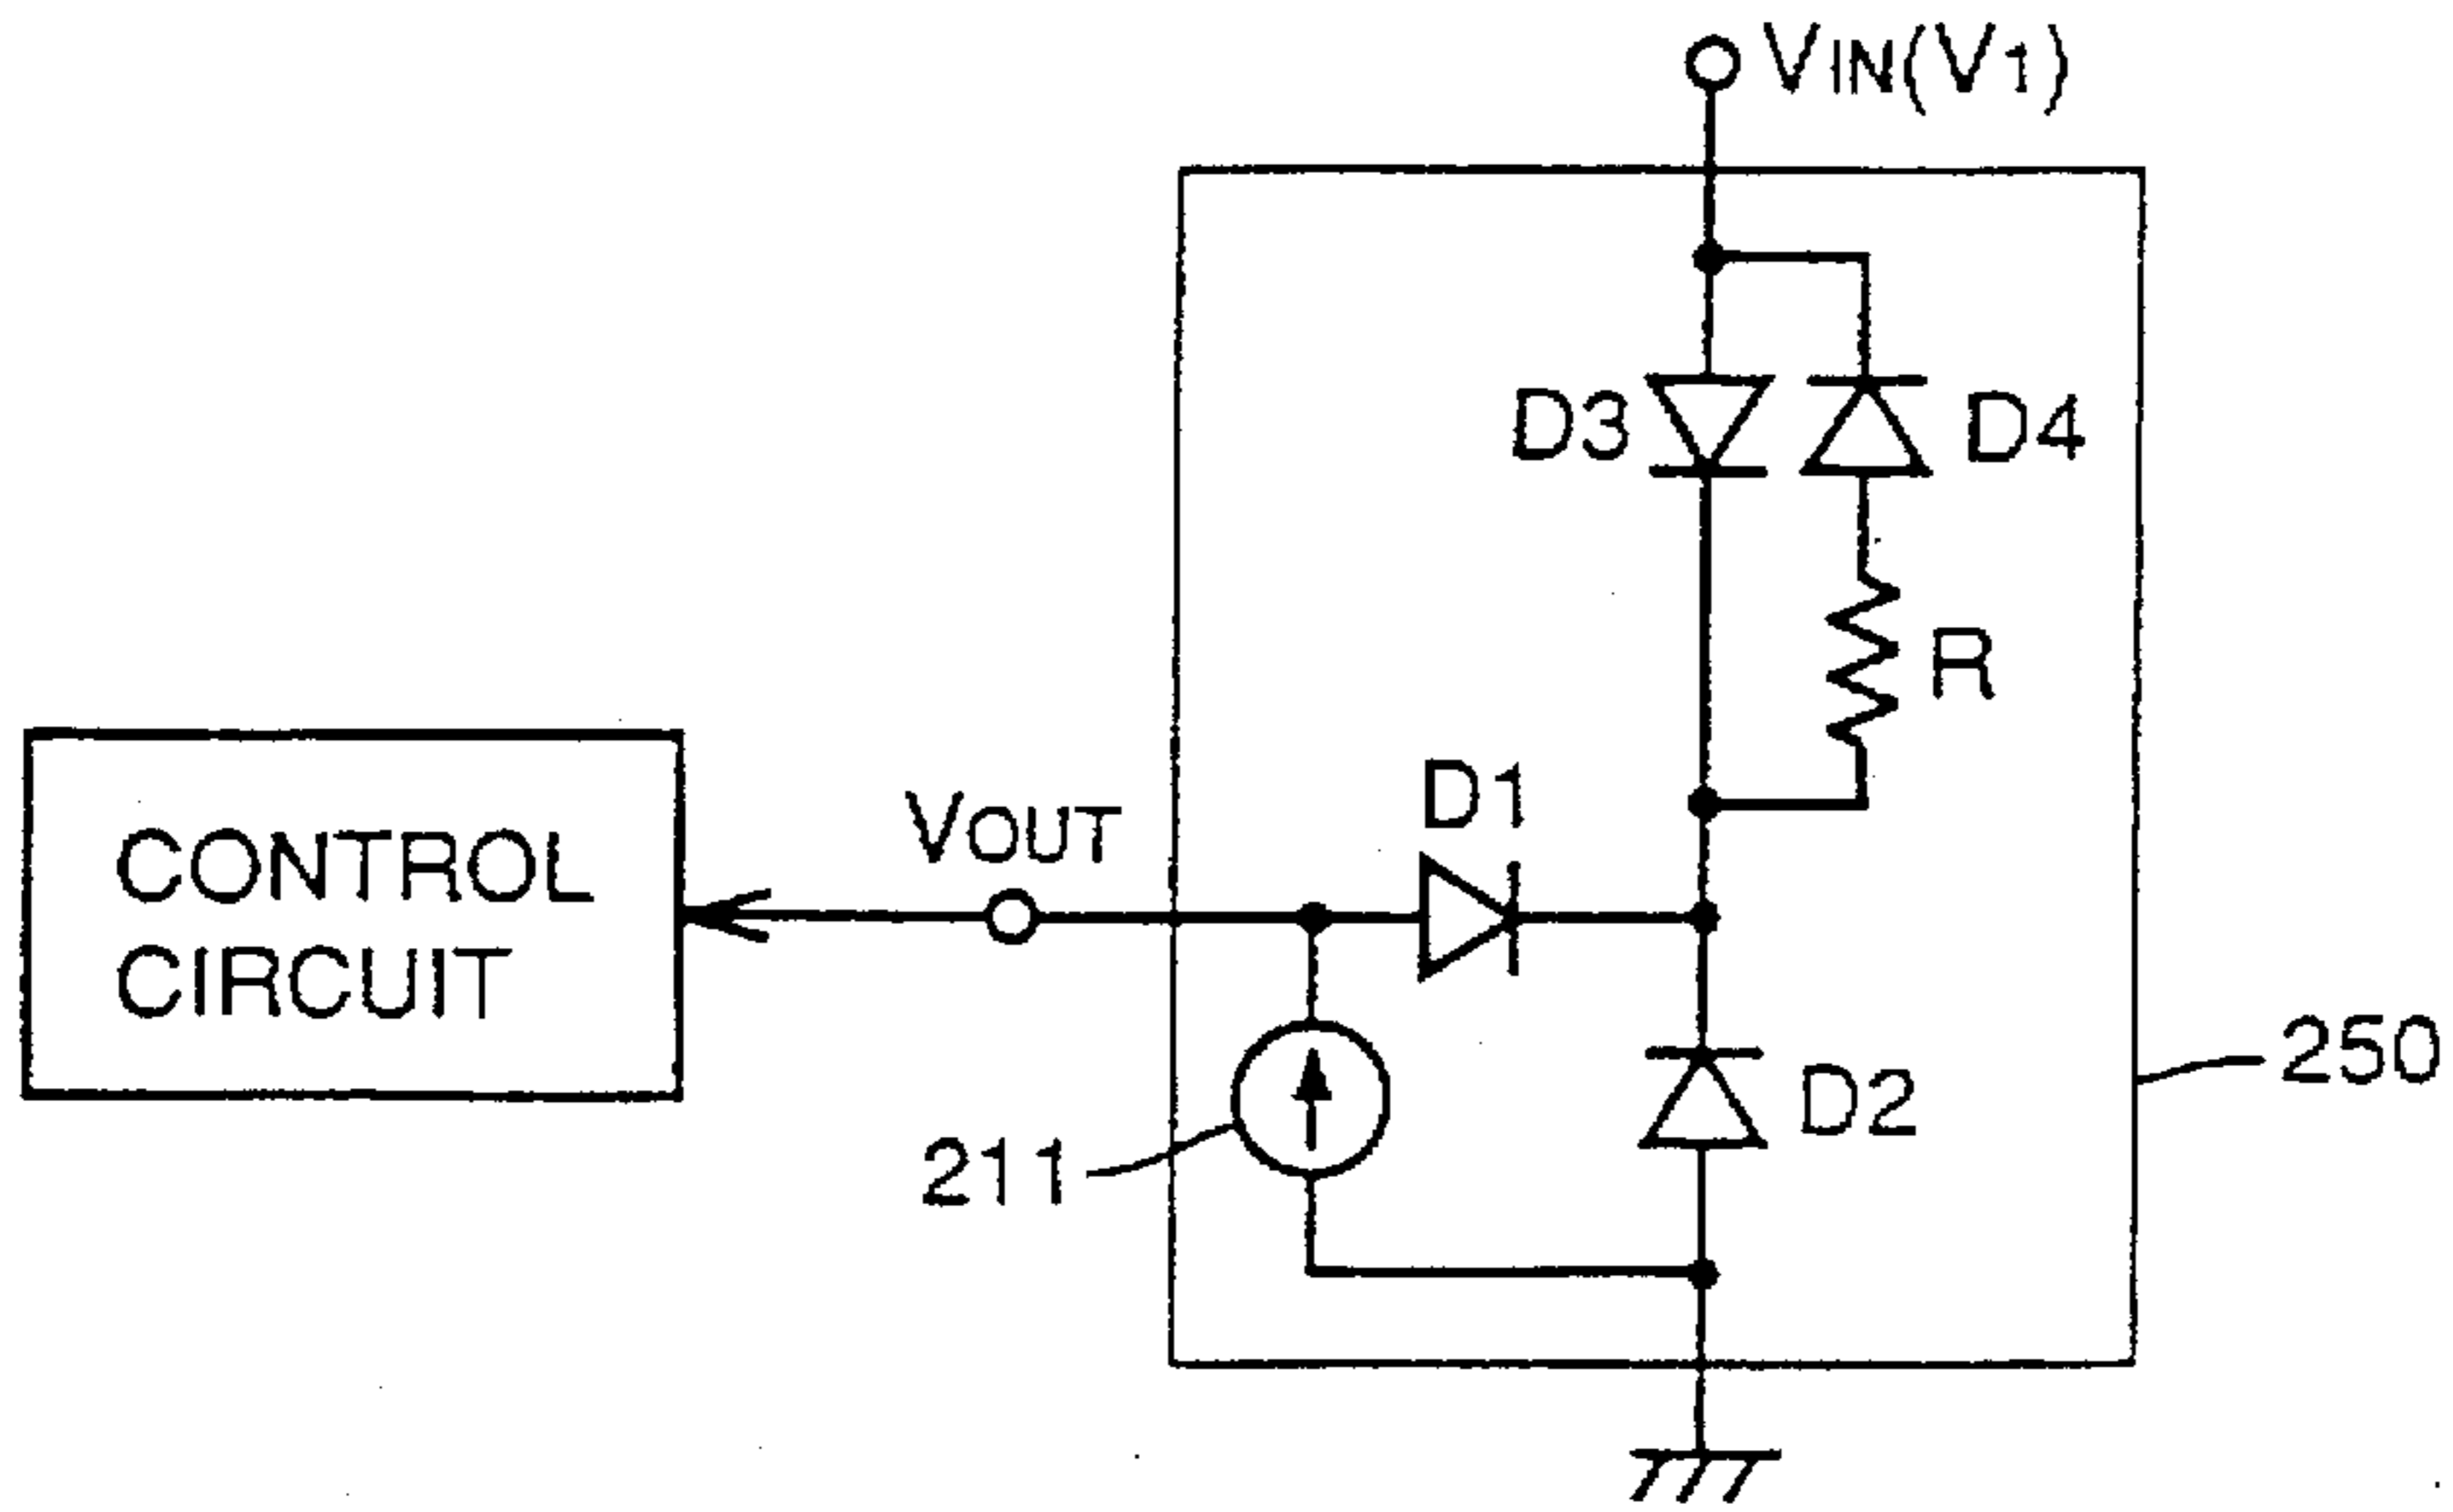 VIN(V1)
D3
D4
R
D1
VOUT
CONTROL
CIRCUIT
250
D2
211